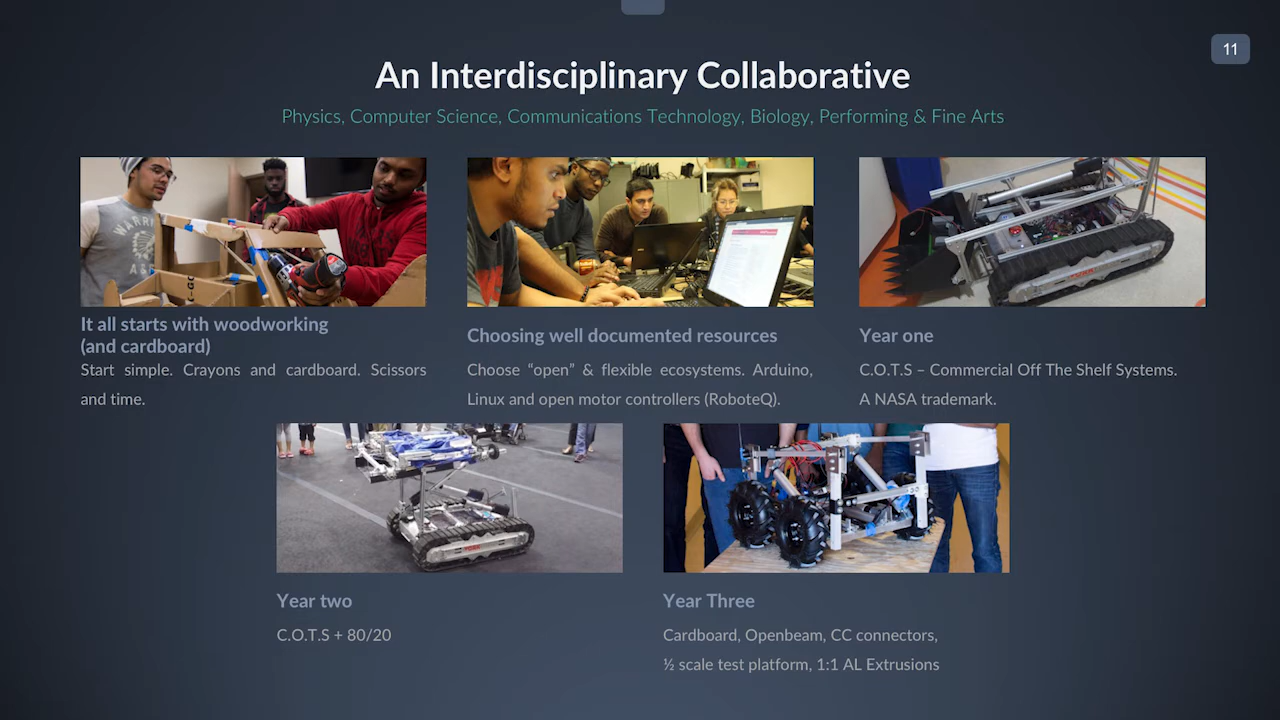 11
An Interdisciplinary Collaborative
Physics, Computer Science, Communications Technology, Biology, Performing & Fine Arts
It all starts with woodworking
(and cardboard)
Start simple. Crayons and cardboard. Scissors
and time.
Choosing well documented resources
Choose “open” & flexible ecosystems. Arduino,
Linux and open motor controllers (RoboteQ).
Year one
C.O.T.S – Commercial Off The Shelf Systems.
A NASA trademark.
Year two
C.O.T.S + 80/20
Year Three
Cardboard, Openbeam, CC connectors,
½ scale test platform, 1:1 AL Extrusions